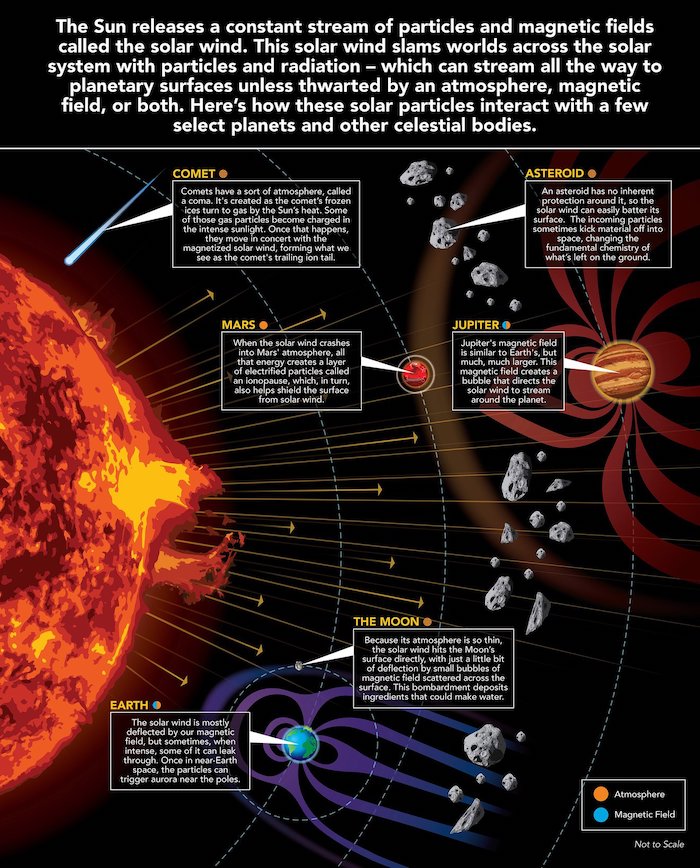 The Sun releases a constant stream of particles and magnetic fields
called the solar wind. This solar wind slams worlds across the solar
system with particles and radiation – which can stream all the way to
planetary surfaces unless thwarted by an atmosphere, magnetic
field, or both. Here's how these solar particles interact with a few
select planets and other celestial bodies.
COMET
Comets have a sort of atmosphere, called
a coma. It's created as the comet's frozen
ices turn to gas by the Sun's heat. Some
of those gas particles become charged in
the intense sunlight. Once that happens,
they move in concert with the
magnetized solar wind, forming what we
see as the comet's trailing ion tail.
ASTEROID
An asteroid has no inherent
protection around it, so the
solar wind can easily batter its
surface. The incoming particles
sometimes kick material off into
space, changing the
fundamental chemistry of
what's left on the ground.
MARS
When the solar wind crashes
into Mars' atmosphere, all
that energy creates a layer
of electrified particles called
an ionopause, which, in turn,
also helps shield the surface
from solar wind.
JUPITER
Jupiter's magnetic field
is similar to Earth's, but
much, much larger. This
magnetic field creates a
bubble that directs the
solar wind to stream
around the planet.
THE MOON
Because its atmosphere is so thin,
the solar wind hits the Moon's
surface directly, with just a little bit
of deflection by small bubbles of
magnetic field scattered across the
surface. This bombardment deposits
ingredients that could make water.
EARTH
The solar wind is mostly
deflected by our magnetic
field, but sometimes, when
intense, some of it can leak
through. Once in near-Earth
space, the particles can
trigger aurora near the poles.
Atmosphere
Magnetic Field
Not to Scale